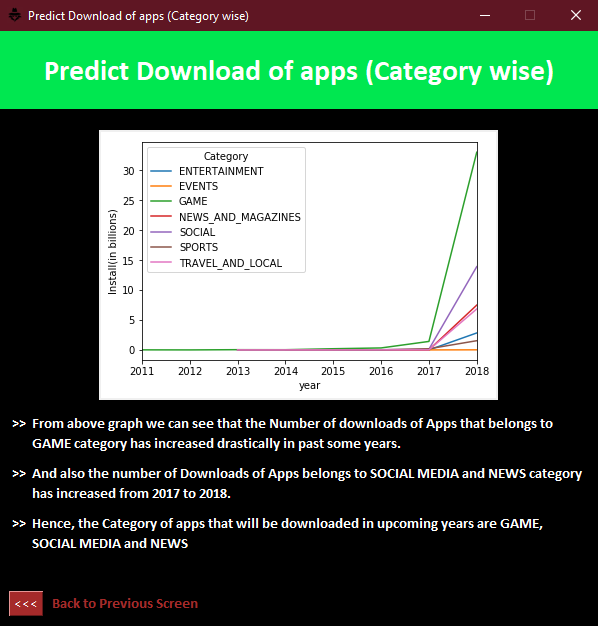 Predict Download of apps (Category wise)
Predict Download of apps (Category wise)
Category
ENTERTAINMENT
EVENTS
GAME
NEWS_AND_MAGAZINES
SOCIAL
SPORTS
TRAVEL_AND_LOCAL
Install(in billions)
30
25
20
15
10
5
0
2011 2012 2013 2014 2015 2016 2017 2018
year
>> From above graph we can see that the Number of downloads of Apps that belongs to
GAME category has increased drastically in past some years.
>> And also the number of Downloads of Apps belongs to SOCIAL MEDIA and NEWS category
has increased from 2017 to 2018.
>> Hence, the Category of apps that will be downloaded in upcoming years are GAME,
SOCIAL MEDIA and NEWS
<<< Back to Previous Screen